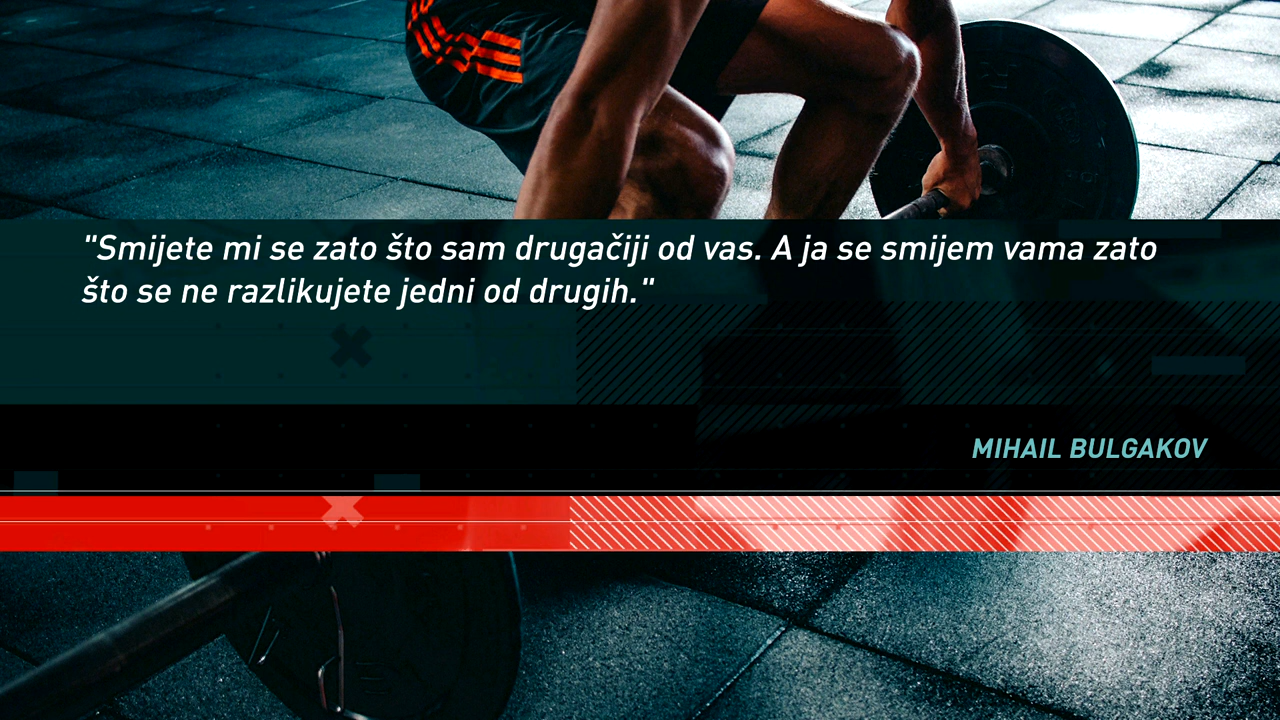 "Smijete mi se zato što sam drugačiji od vas. A ja se smijem vama zato
što se ne razlikujete jedni od drugih."
MIHAIL BULGAKOV